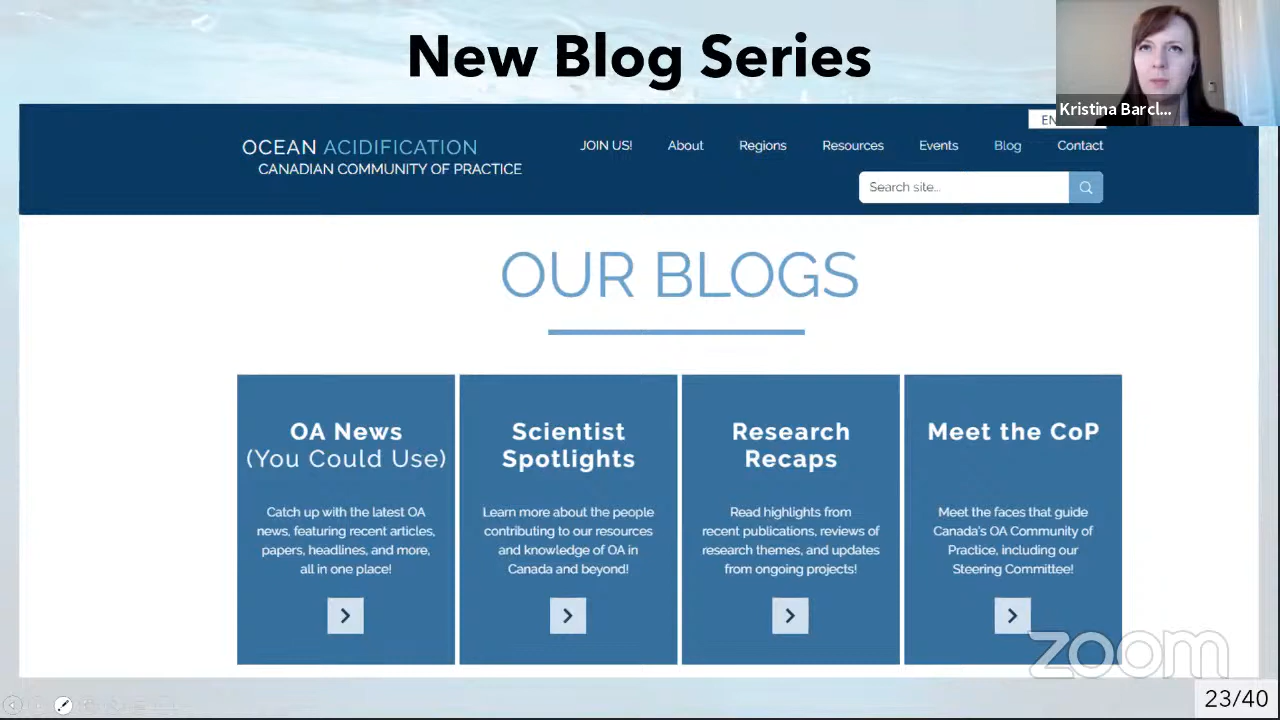 New Blog Series
Kristina Barcl...
EN
OCEAN ACIDIFICATION
CANADIAN COMMUNITY OF PRACTICE
JOIN US! About Regions Resources Events Blog Contact
Search site...
OUR BLOGS
OA News
(You Could Use)
Catch up with the latest OA
news, featuring recent articles,
papers, headlines, and more,
all in one place!
Scientist
Spotlights
Learn more about the people
contributing to our resources
and knowledge of OA in
Canada and beyond!
Research
Recaps
Read highlights from
recent publications, reviews of
research themes, and updates
from ongoing projects!
Meet the CoP
Meet the faces that guide
Canada's OA Community of
Practice, including our
Steering Committee!
zoom
23/40